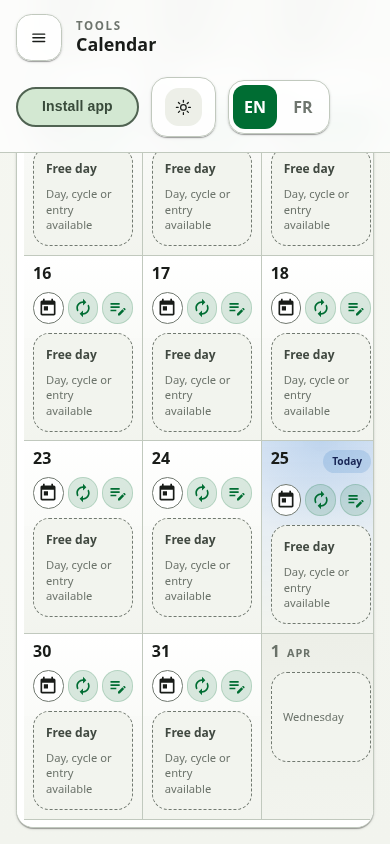 TOOLS
Calendar
Install app
EN
FR
Free day
Day, cycle or
entry
available
Free day
Day, cycle or
entry
available
Free day
Day, cycle or
entry
available
16
Free day
Day, cycle or
entry
available
17
Free day
Day, cycle or
entry
available
18
Free day
Day, cycle or
entry
available
23
Free day
Day, cycle or
entry
available
24
Free day
Day, cycle or
entry
available
25 Today
Free day
Day, cycle or
entry
available
30
Free day
Day, cycle or
entry
available
31
Free day
Day, cycle or
entry
available
1 APR
Wednesday